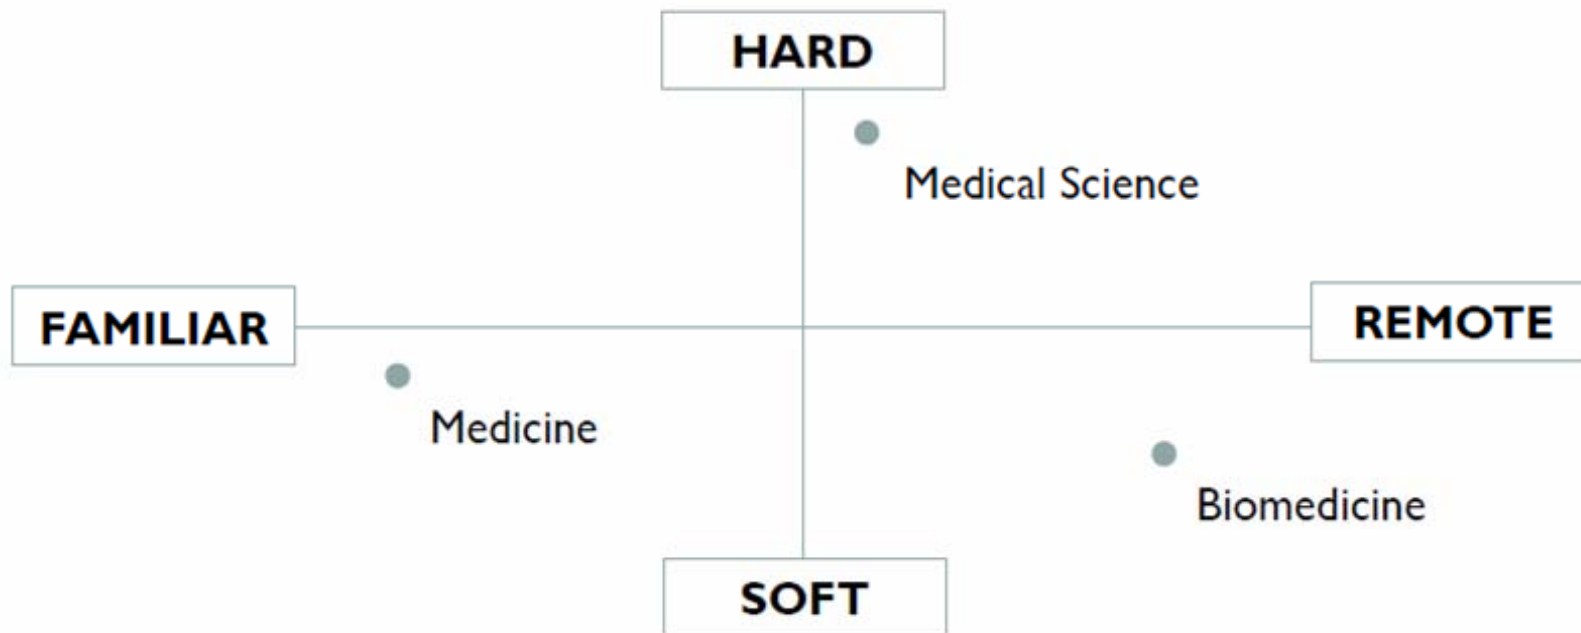 HARD
Medical Science
FAMILIAR
REMOTE
Medicine
Biomedicine
SOFT